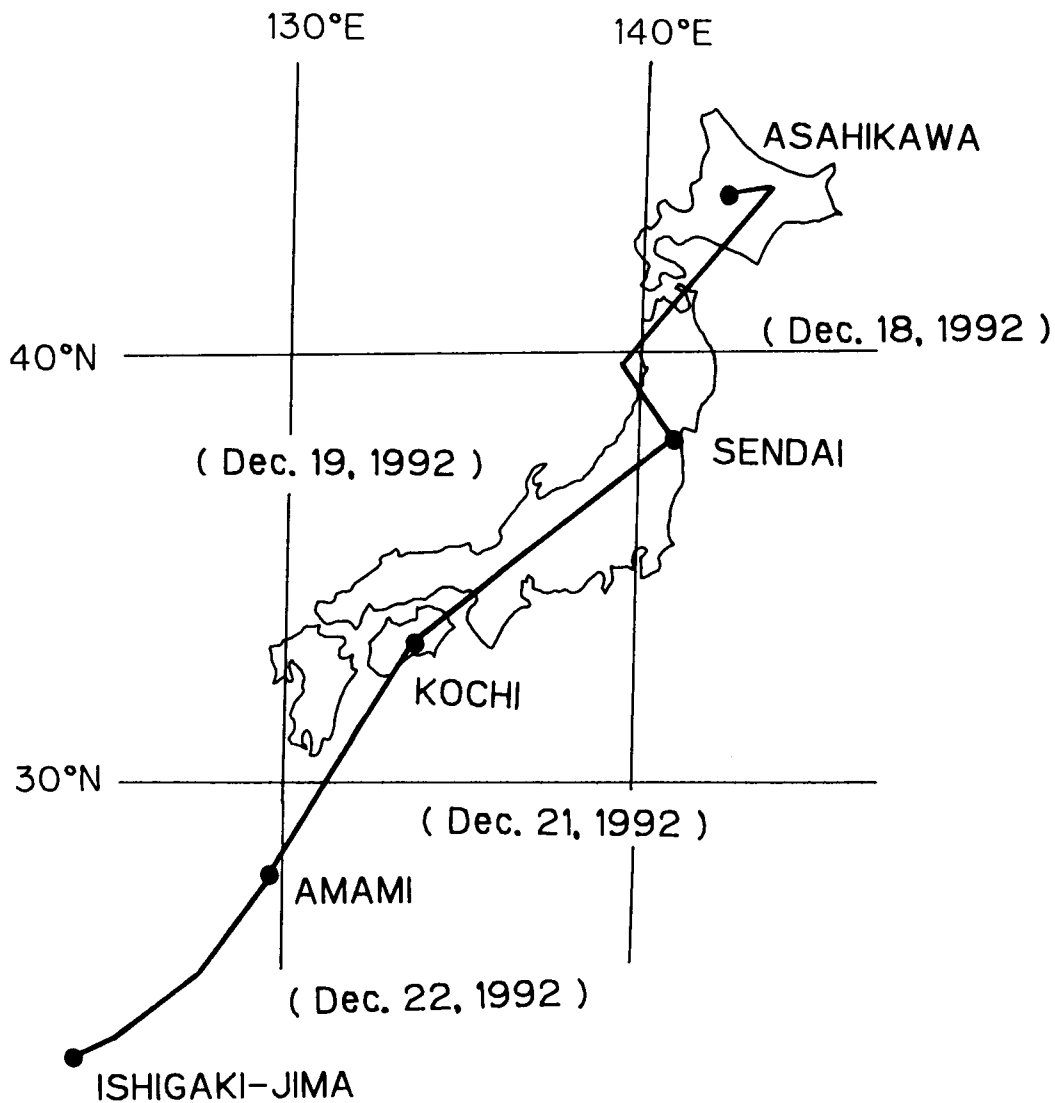 130°E
140°E
ASAHIKAWA
( Dec. 18, 1992 )
40°N
SENDAI
( Dec. 19, 1992 )
KOCHI
30°N
( Dec. 21, 1992 )
AMAMI
( Dec. 22, 1992 )
ISHIGAKI-JIMA